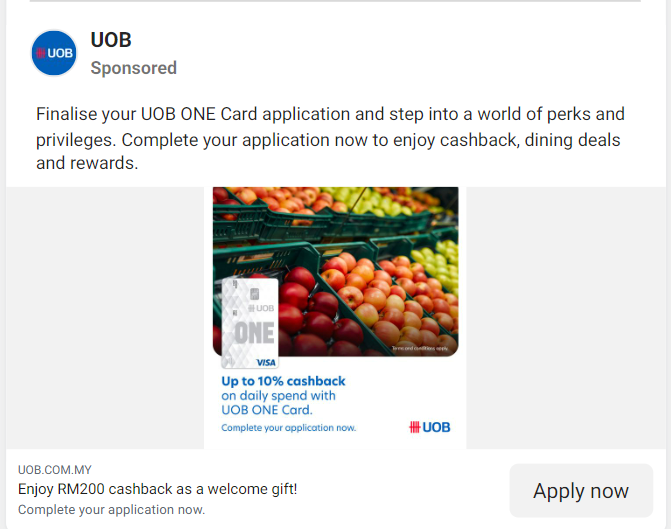 UOB
UOB
Sponsored
Finalise your UOB ONE Card application and step into a world of perks and
privileges. Complete your application now to enjoy cashback, dining deals
and rewards.
UOB
ONE
VISA
Terms and conditions apply.
Up to 10% cashback
on daily spend with
UOB ONE Card.
Complete your application now.
UOB
UOB.COM.MY
Enjoy RM200 cashback as a welcome gift!
Complete your application now.
Apply now